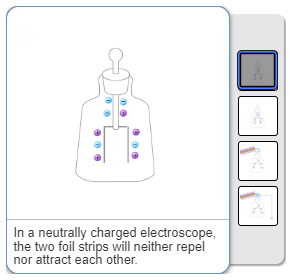 In a neutrally charged electroscope,
the two foil strips will neither repel
nor attract each other.